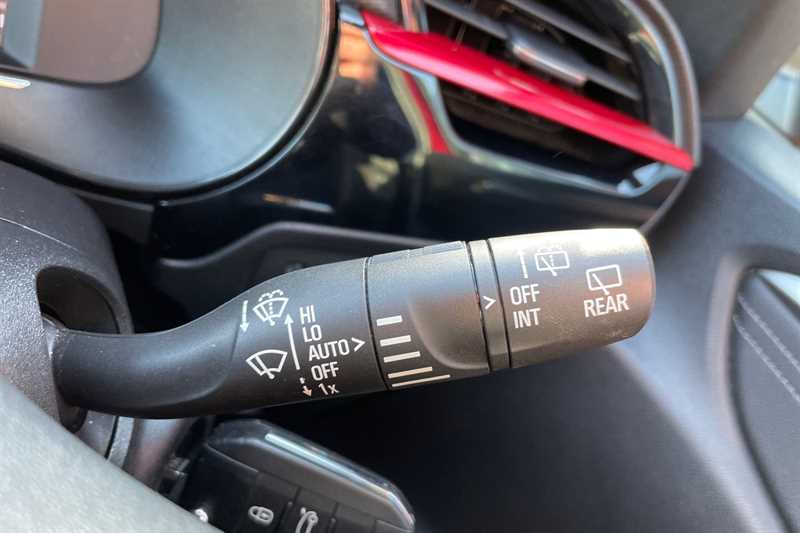 HI
LO
AUTO >
OFF
1x
>
OFF
INT
REAR